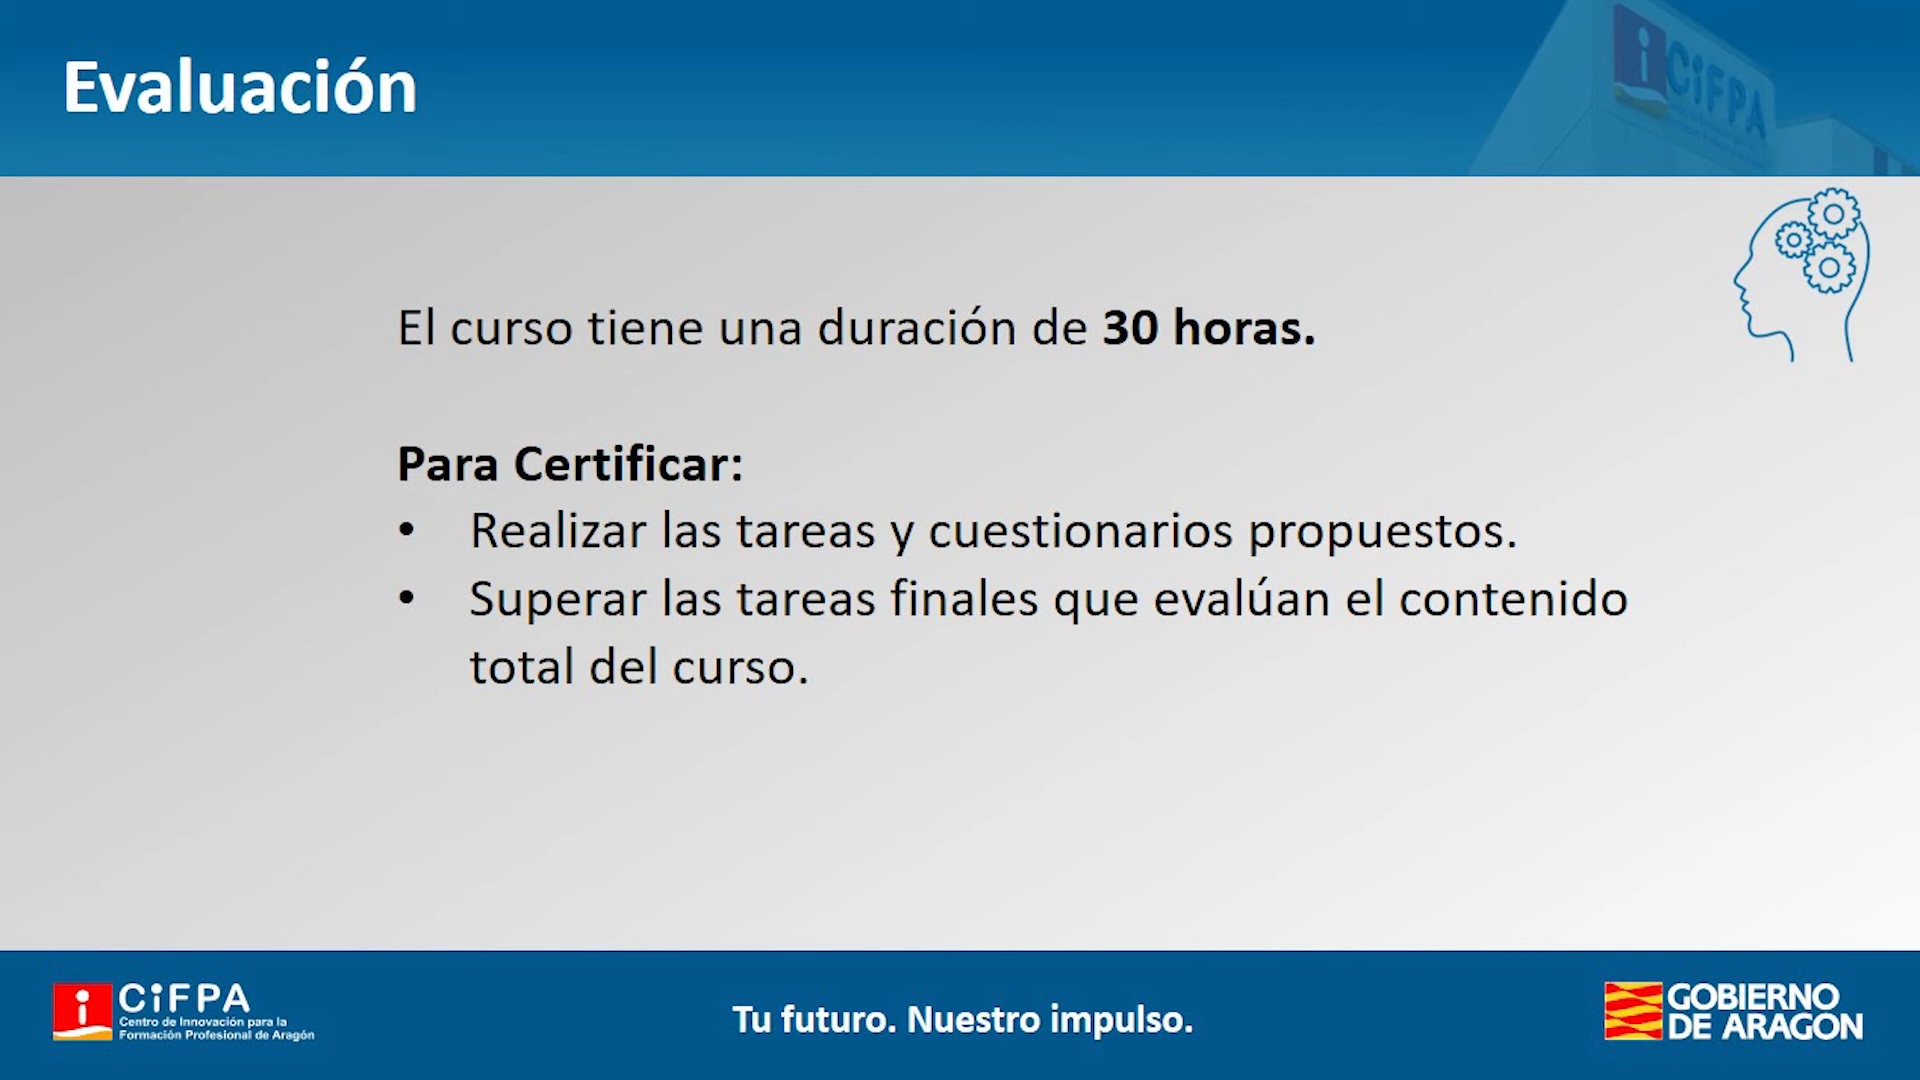 Evaluación
CiFPA
El curso tiene una duración de 30 horas.
Para Certificar:
• Realizar las tareas y cuestionarios propuestos.
• Superar las tareas finales que evalúan el contenido
total del curso.
CiFPA
Centro de Innovación para la
Formación Profesional de Aragón
Tu futuro. Nuestro impulso.
GOBIERNO
DE ARAGON